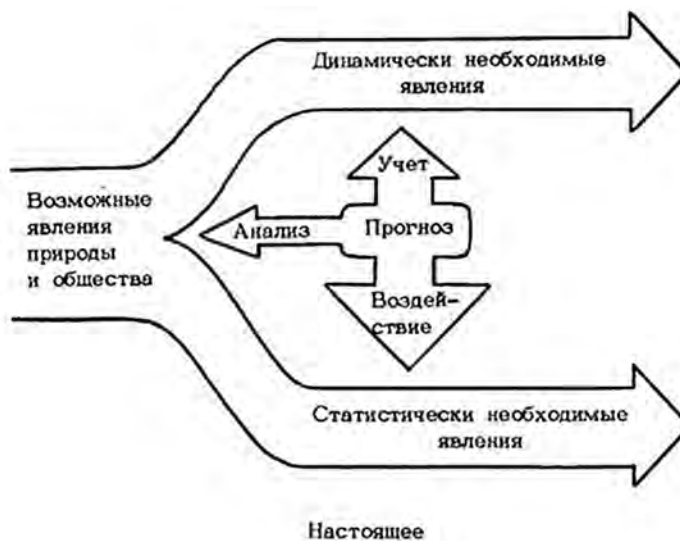 Динамически необходимые
явления
Учет
Возможные
явления
природы
и общества
Анализ
Прогноз
Воздей-
ствие
Статистически необходимые
явления
Настоящее